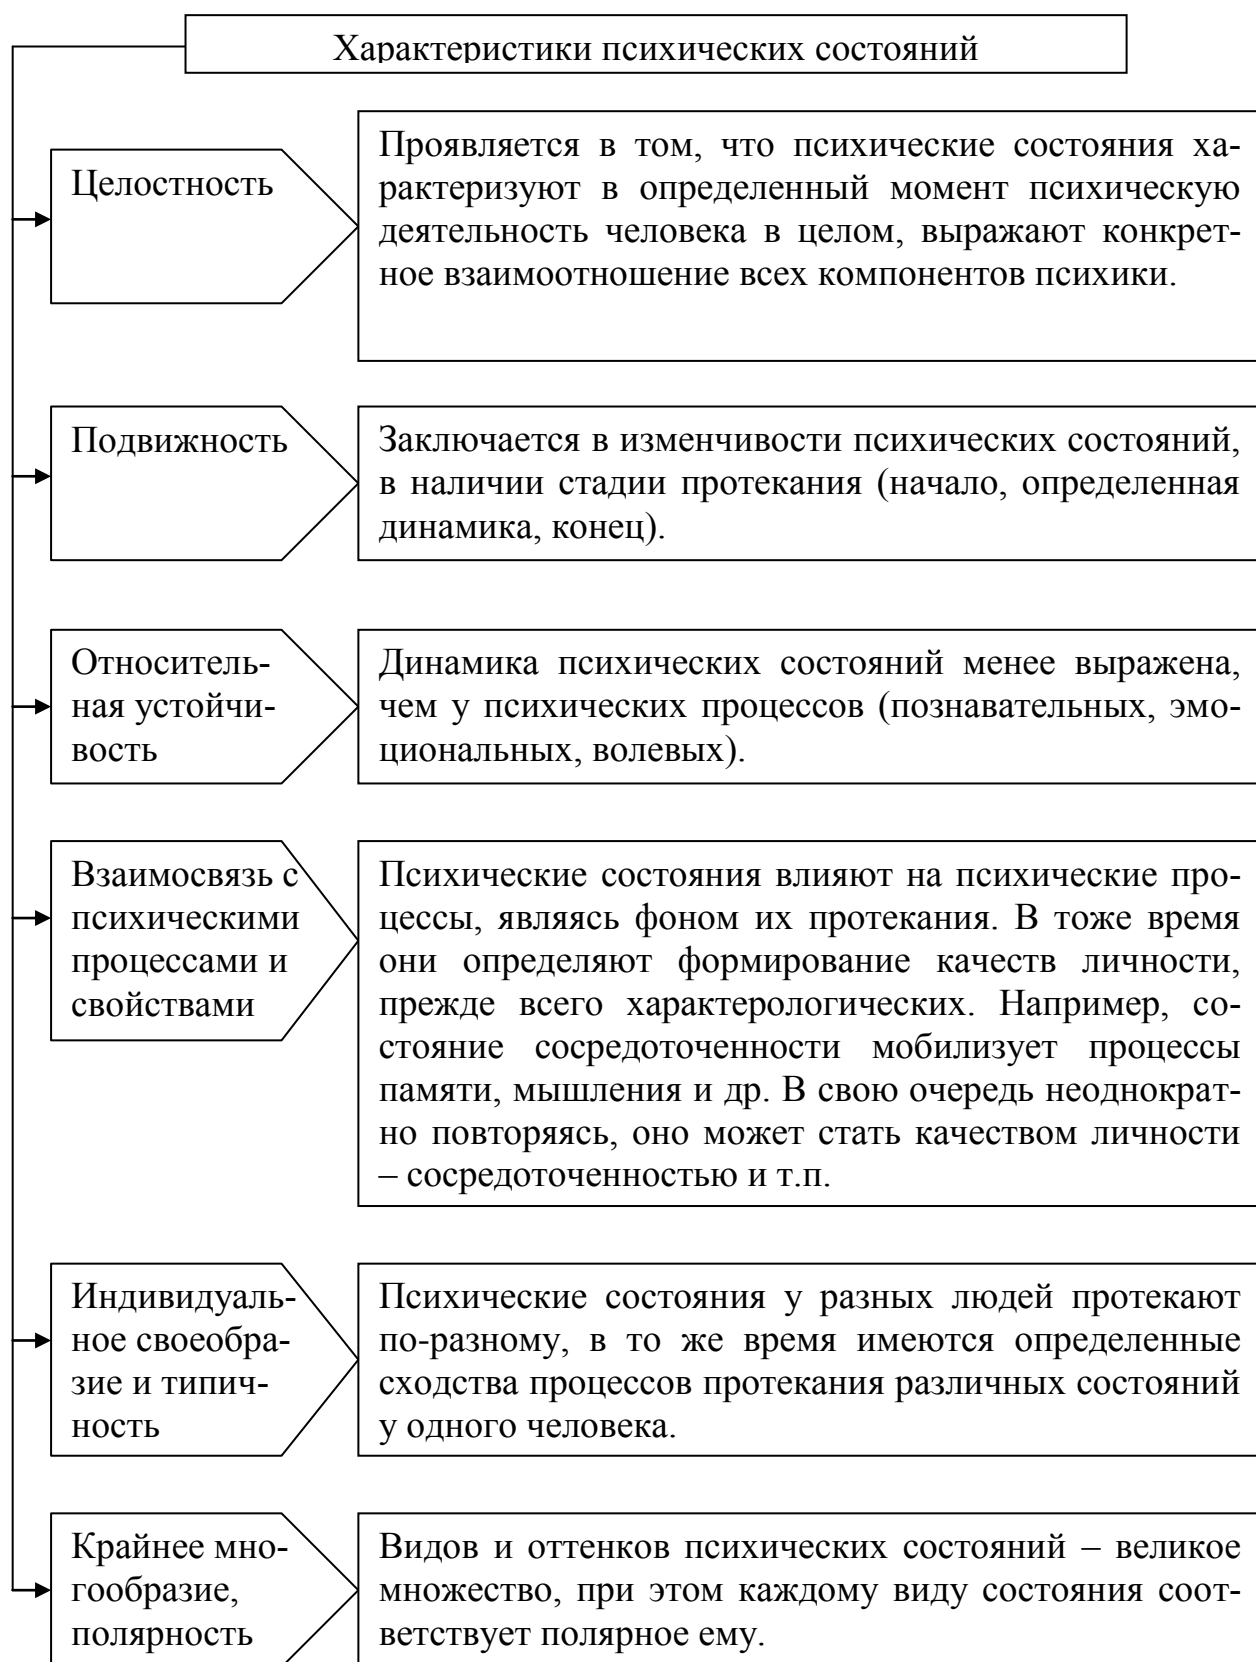 Характеристики психических состояний
Целостность
Проявляется в том, что психические состояния ха-
рактеризуют в определенный момент психическую
деятельность человека в целом, выражают конкрет-
ное взаимоотношение всех компонентов психики.
Подвижность
Заключается в изменчивости психических состояний,
в наличии стадии протекания (начало, определенная
динамика, конец).
Относитель-
ная устойчи-
вость
Динамика психических состояний менее выражена,
чем у психических процессов (познавательных, эмо-
циональных, волевых).
Взаимосвязь с
психическими
процессами и
свойствами
Психические состояния влияют на психические про-
цессы, являясь фоном их протекания. В тоже время
они определяют формирование качеств личности,
прежде всего характерологических. Например, со-
стояние сосредоточенности мобилизует процессы
памяти, мышления и др. В свою очередь неоднократ-
но повторяясь, оно может стать качеством личности
– сосредоточенностью и т.п.
Индивидуаль-
ное своеобра-
зие и типич-
ность
Психические состояния у разных людей протекают
по-разному, в то же время имеются определенные
сходства процессов протекания различных состояний
у одного человека.
Крайнее мно-
гообразие,
полярность
Видов и оттенков психических состояний – великое
множество, при этом каждому виду состояния соот-
ветствует полярное ему.